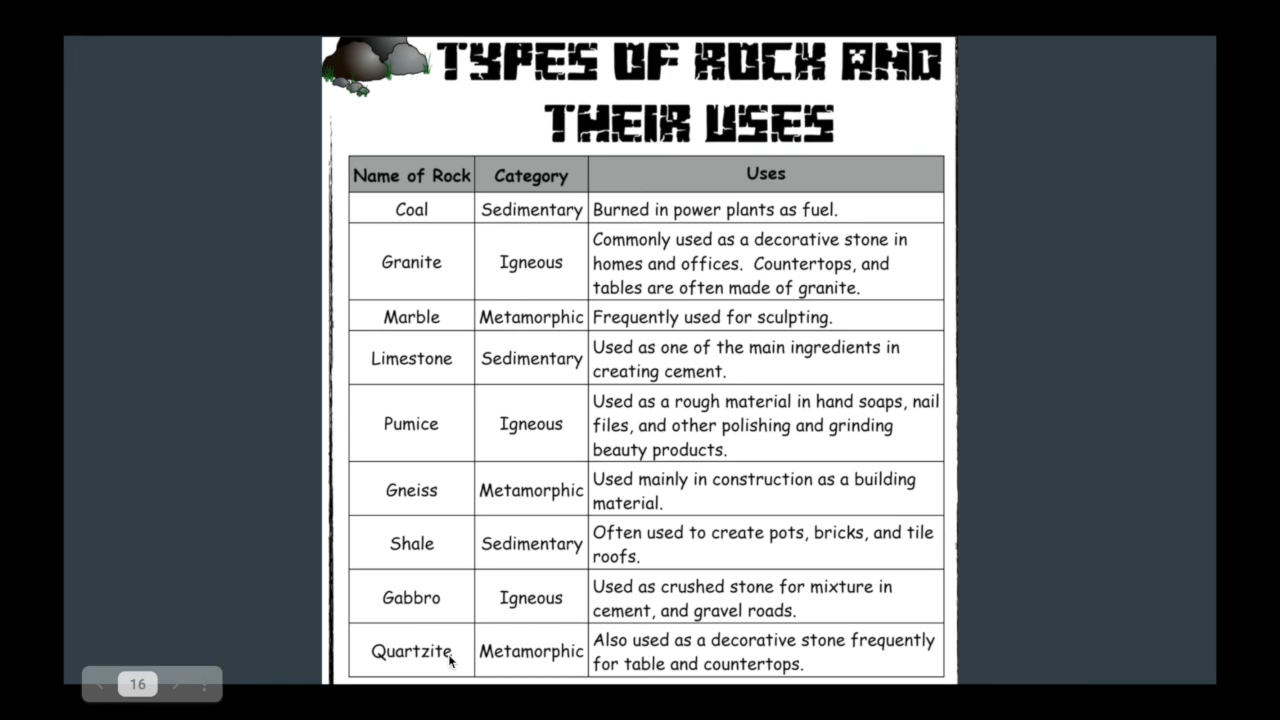 TYPES OF ROCK AND
THEIR USES
Name of Rock Category Uses
Coal Sedimentary Burned in power plants as fuel.
Granite Igneous Commonly used as a decorative stone in
homes and offices. Countertops, and
tables are often made of granite.
Marble Metamorphic Frequently used for sculpting.
Limestone Sedimentary Used as one of the main ingredients in
creating cement.
Pumice Igneous Used as a rough material in hand soaps, nail
files, and other polishing and grinding
beauty products.
Gneiss Metamorphic Used mainly in construction as a building
material.
Shale Sedimentary Often used to create pots, bricks, and tile
roofs.
Gabbro Igneous Used as crushed stone for mixture in
cement, and gravel roads.
Quartzite Metamorphic Also used as a decorative stone frequently
for table and countertops.
16